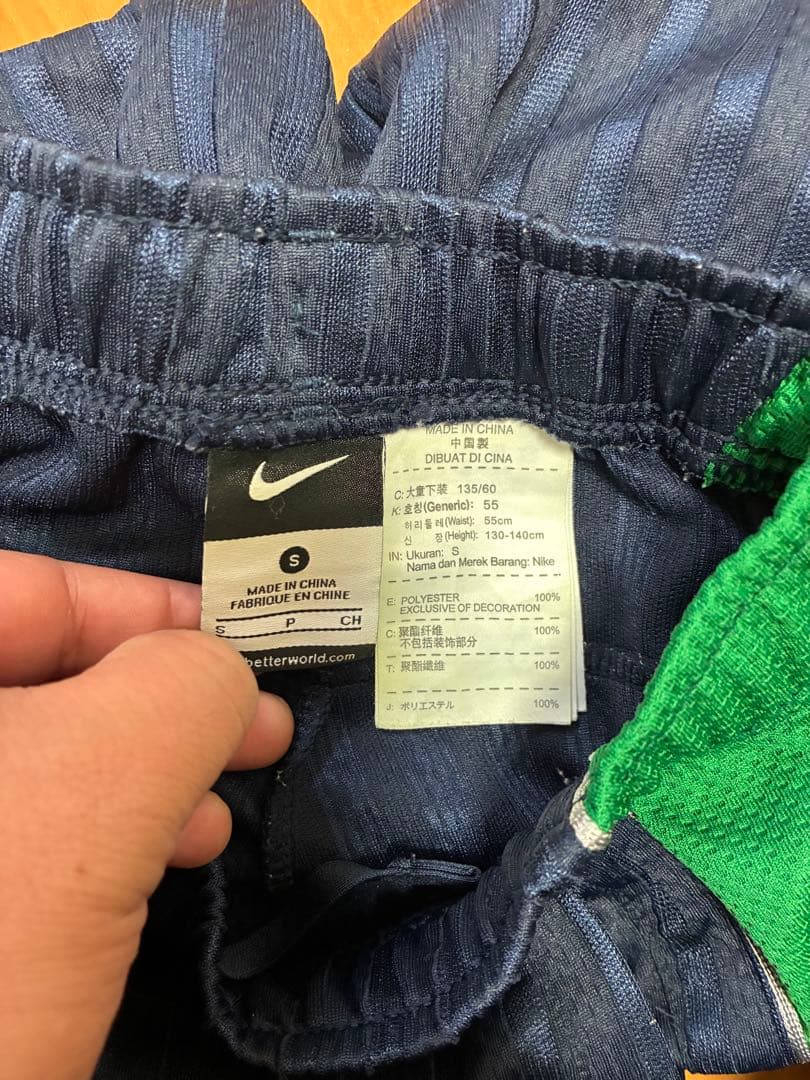 S
MADE IN CHINA
FABRIQUE EN CHINE
S P CH
betterworld.com
MADE IN CHINA
中国製
DIBUAT DI CINA
C: 大童下装 135/60
K: 호칭(Generic): 55
허리둘레(Waist): 55cm
신 장(Height): 130-140cm
IN: Ukuran: S
Nama dan Merek Barang: Nike
E: POLYESTER 100%
EXCLUSIVE OF DECORATION
C: 聚酯纤维 100%
不包括装饰部分
T: 聚酯纖維 100%
J: ポリエステル 100%